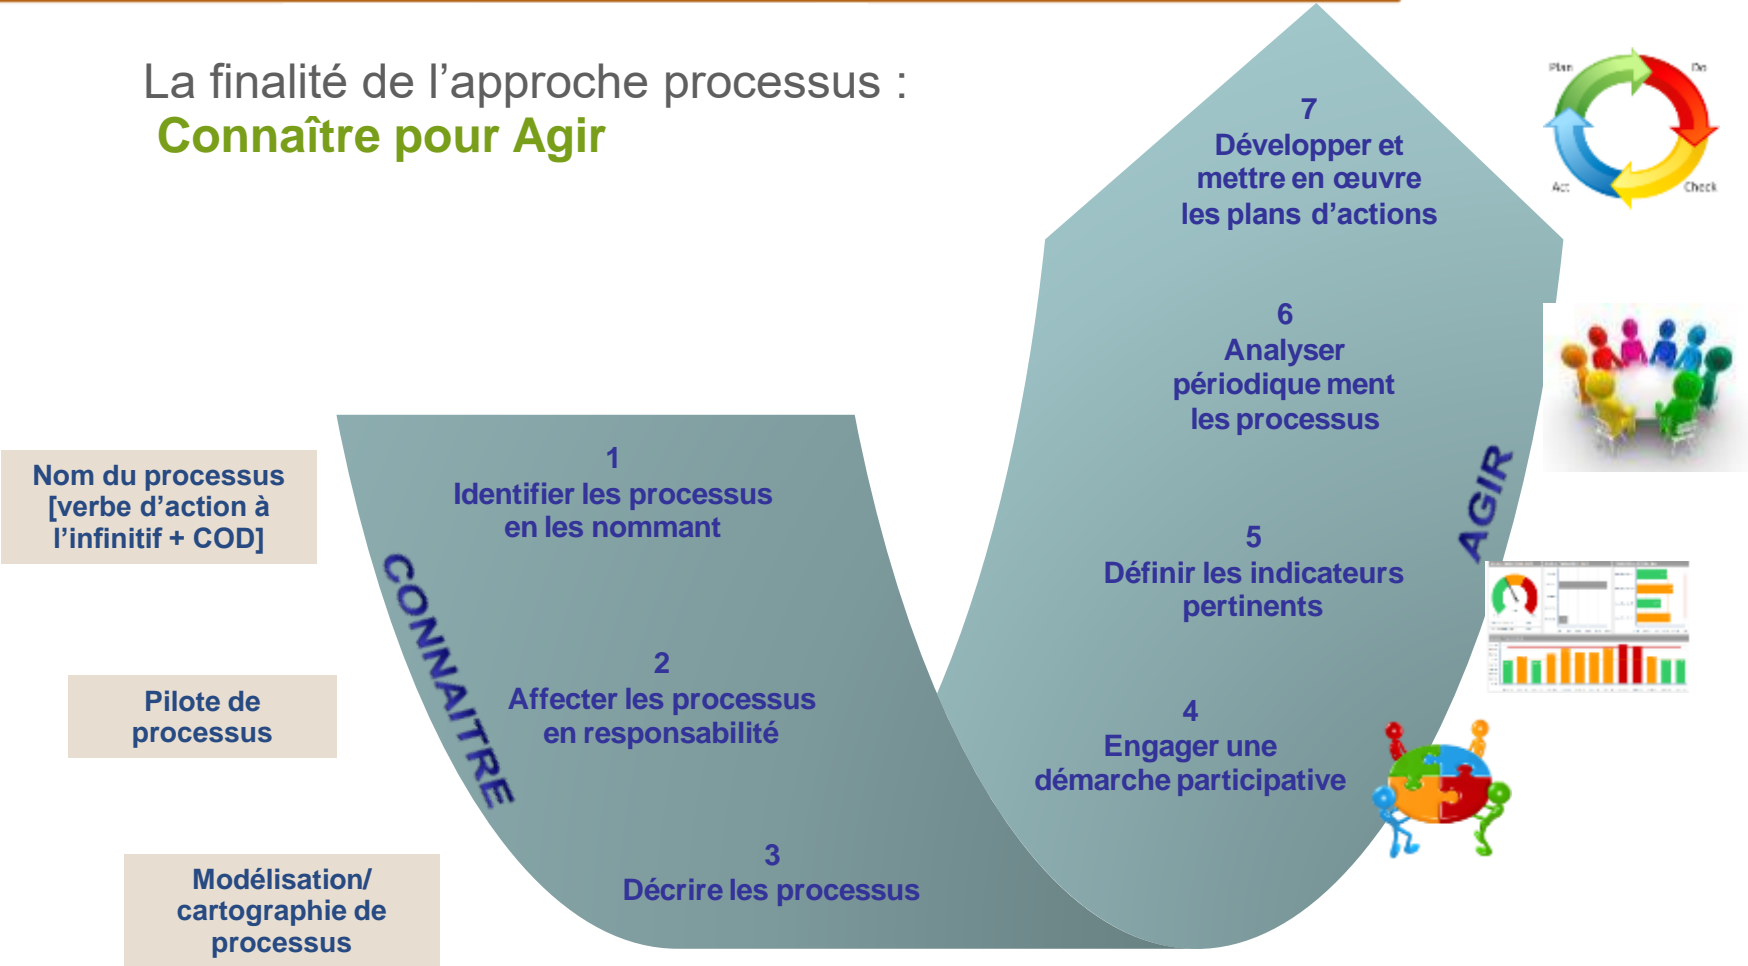 La finalité de l’approche processus :
Connaître pour Agir
Nom du processus
[verbe d’action à
l’infinitif + COD]
Pilote de
processus
Modélisation/
cartographie de
processus
CONNAITRE
1
Identifier les processus
en les nommant
2
Affecter les processus
en responsabilité
3
Décrire les processus
4
Engager une
démarche participative
5
Définir les indicateurs
pertinents
6
Analyser
périodique ment
les processus
7
Développer et
mettre en œuvre
les plans d’actions
AGIR
Plan
Do
Act
Check